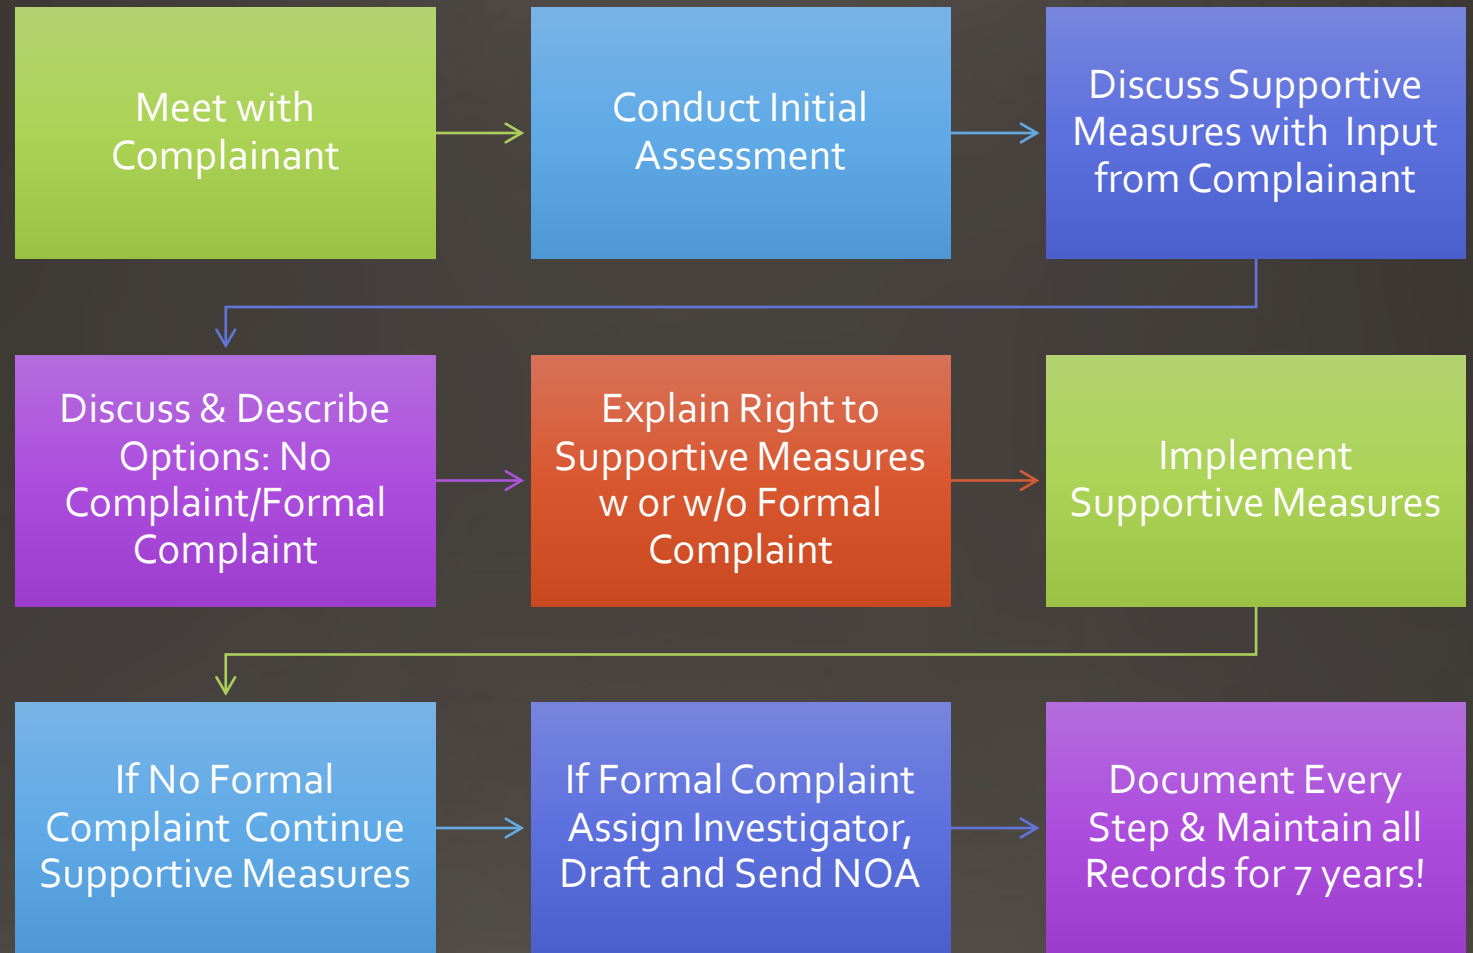 Meet with
Complainant
Conduct Initial
Assessment
Discuss Supportive
Measures with  Input
from Complainant
Discuss & Describe
Options: No
Complaint/Formal
Complaint
Explain Right to
Supportive Measures
w or w/o Formal
Complaint
Implement
Supportive Measures
If No Formal
Complaint  Continue
Supportive Measures
If Formal Complaint
Assign Investigator,
Draft and Send NOA
Document Every
Step & Maintain all
Records for 7 years!